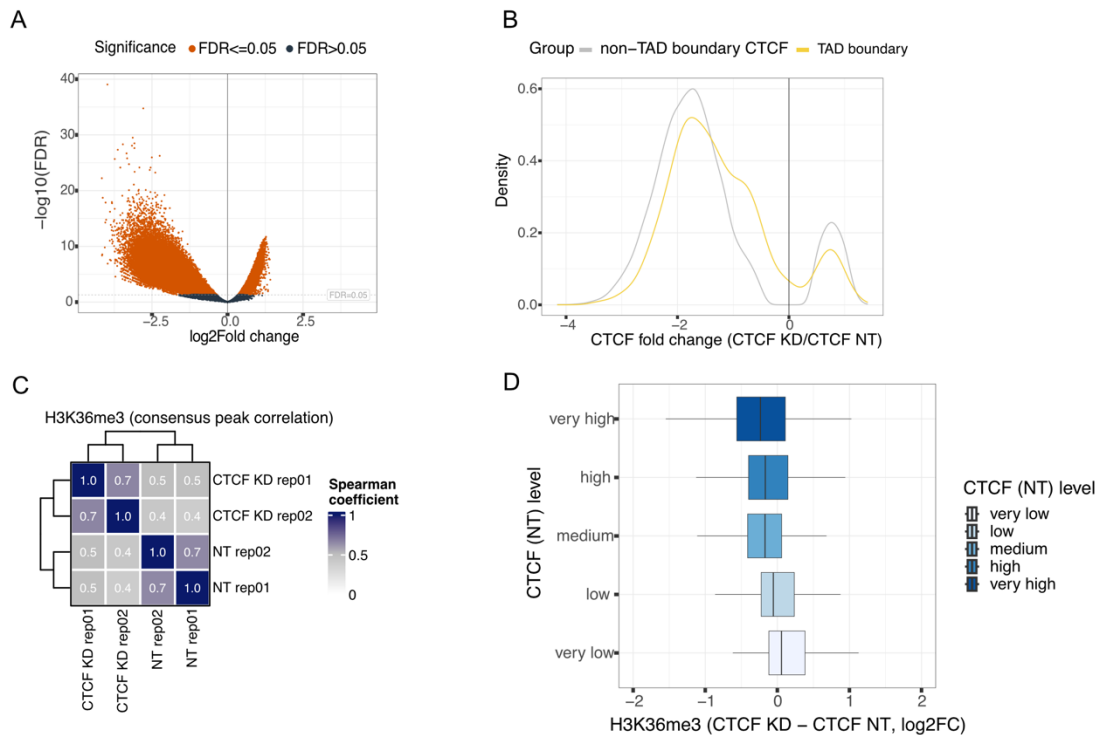 A
Significance FDR<=0.05 FDR>0.05
40
30
20
10
0
−log10(FDR)
FDR=0.05
−2.5 0.0 2.5
log2Fold change
B
Group non−TAD boundary CTCF TAD boundary
0.6
0.4
0.2
0.0
Density
−4 −2 0
CTCF fold change (CTCF KD/CTCF NT)
C
H3K36me3 (consensus peak correlation)
1.0 0.7 0.5 0.5 CTCF KD rep01
0.7 1.0 0.4 0.4 CTCF KD rep02
0.5 0.4 1.0 0.7 NT rep02
0.5 0.4 0.7 1.0 NT rep01
CTCF KD rep01
CTCF KD rep02
NT rep02
NT rep01
Spearman
coefficient
1
0.5
0
D
CTCF (NT) level
very high
high
medium
low
very low
−2 −1 0 1 2
H3K36me3 (CTCF KD − CTCF NT, log2FC)
CTCF (NT) level
very low
low
medium
high
very high